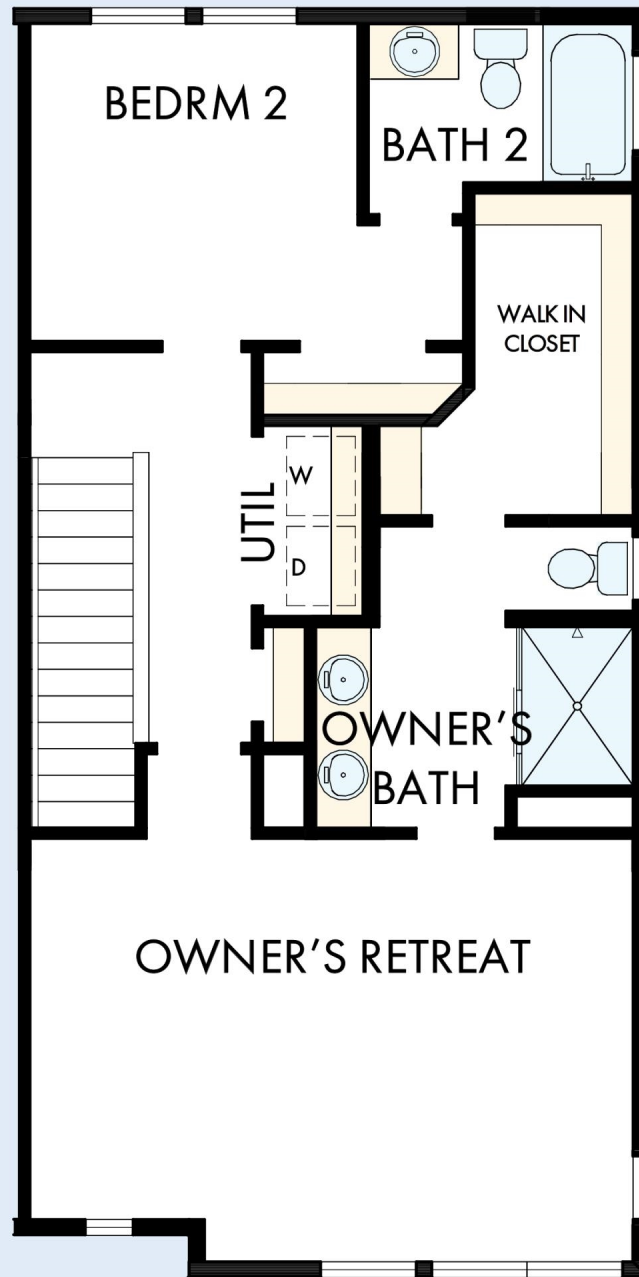 BEDRM 2
BATH 2
WALK IN
CLOSET
W
UTIL
D
OWNER'S
BATH
OWNER'S RETREAT